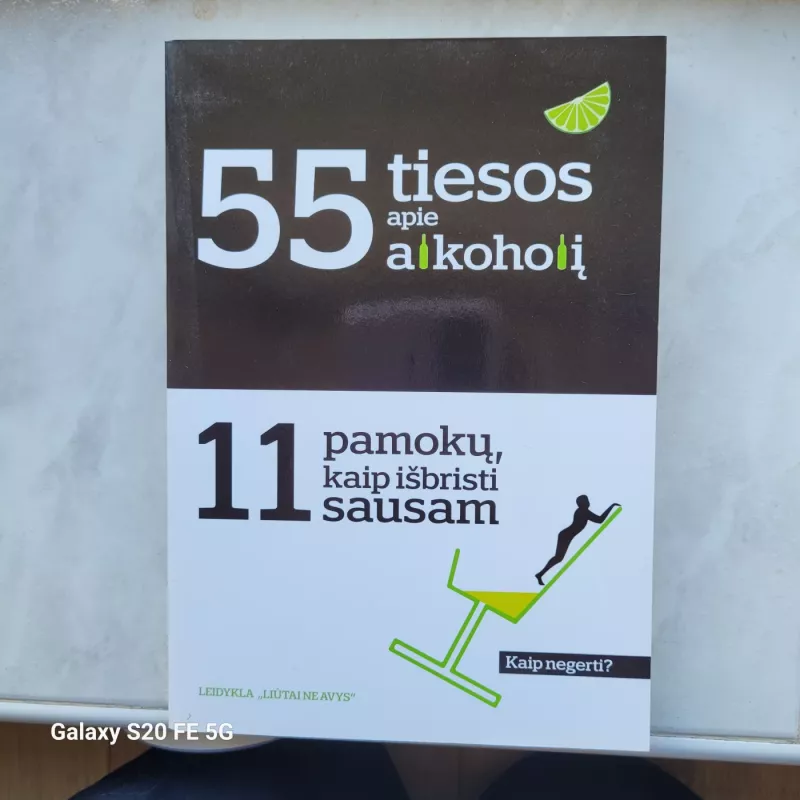 55 tiesos
apie
alkoholį
11 pamokų,
kaip išbristi
sausam
Kaip negerti?
LEIDYKLA „LIŪTAI NE AVYS“
Galaxy S20 FE 5G